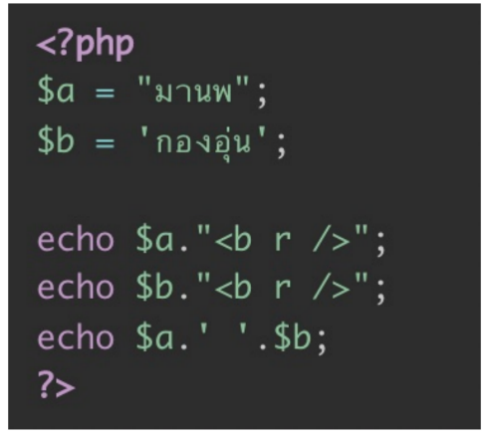 <?php
$a = "มานพ";
$b = 'กองอุ่น';
echo $a."<b r />";
echo $b."<b r />";
echo $a.' '.$b;
?>